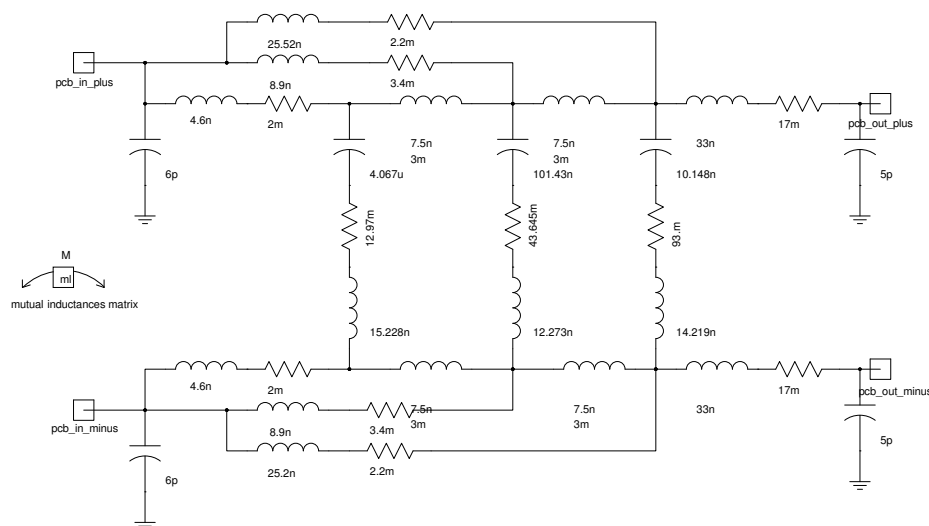 25.52n
2.2m
pcb_in_plus
8.9n
3.4m
4.6n
2m
7.5n
3m
7.5n
3m
33n
17m
pcb_out_plus
6p
4.067u
101.43n
10.148n
5p
12.97m
43.645m
93.m
M
ml
mutual inductances matrix
15.228n
12.273n
14.219n
4.6n
2m
pcb_out_minus
17m
7.5n
3m
7.5n
3m
33n
pcb_in_minus
8.9n
3.4m
5p
25.2n
2.2m
6p